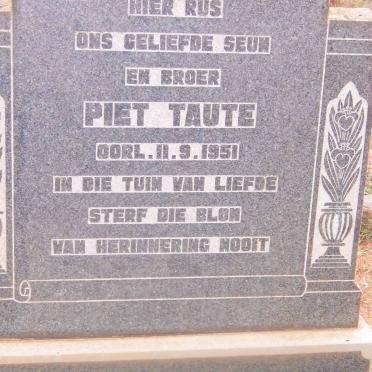 HIER RUS
ONS GELIEFDE SEUN
EN BROER
PIET TAUTE
OORL. 11.9.1951
IN DIE TUIN VAN LIEFDE
STERF DIE BLOM
VAN HERINNERING NOOIT